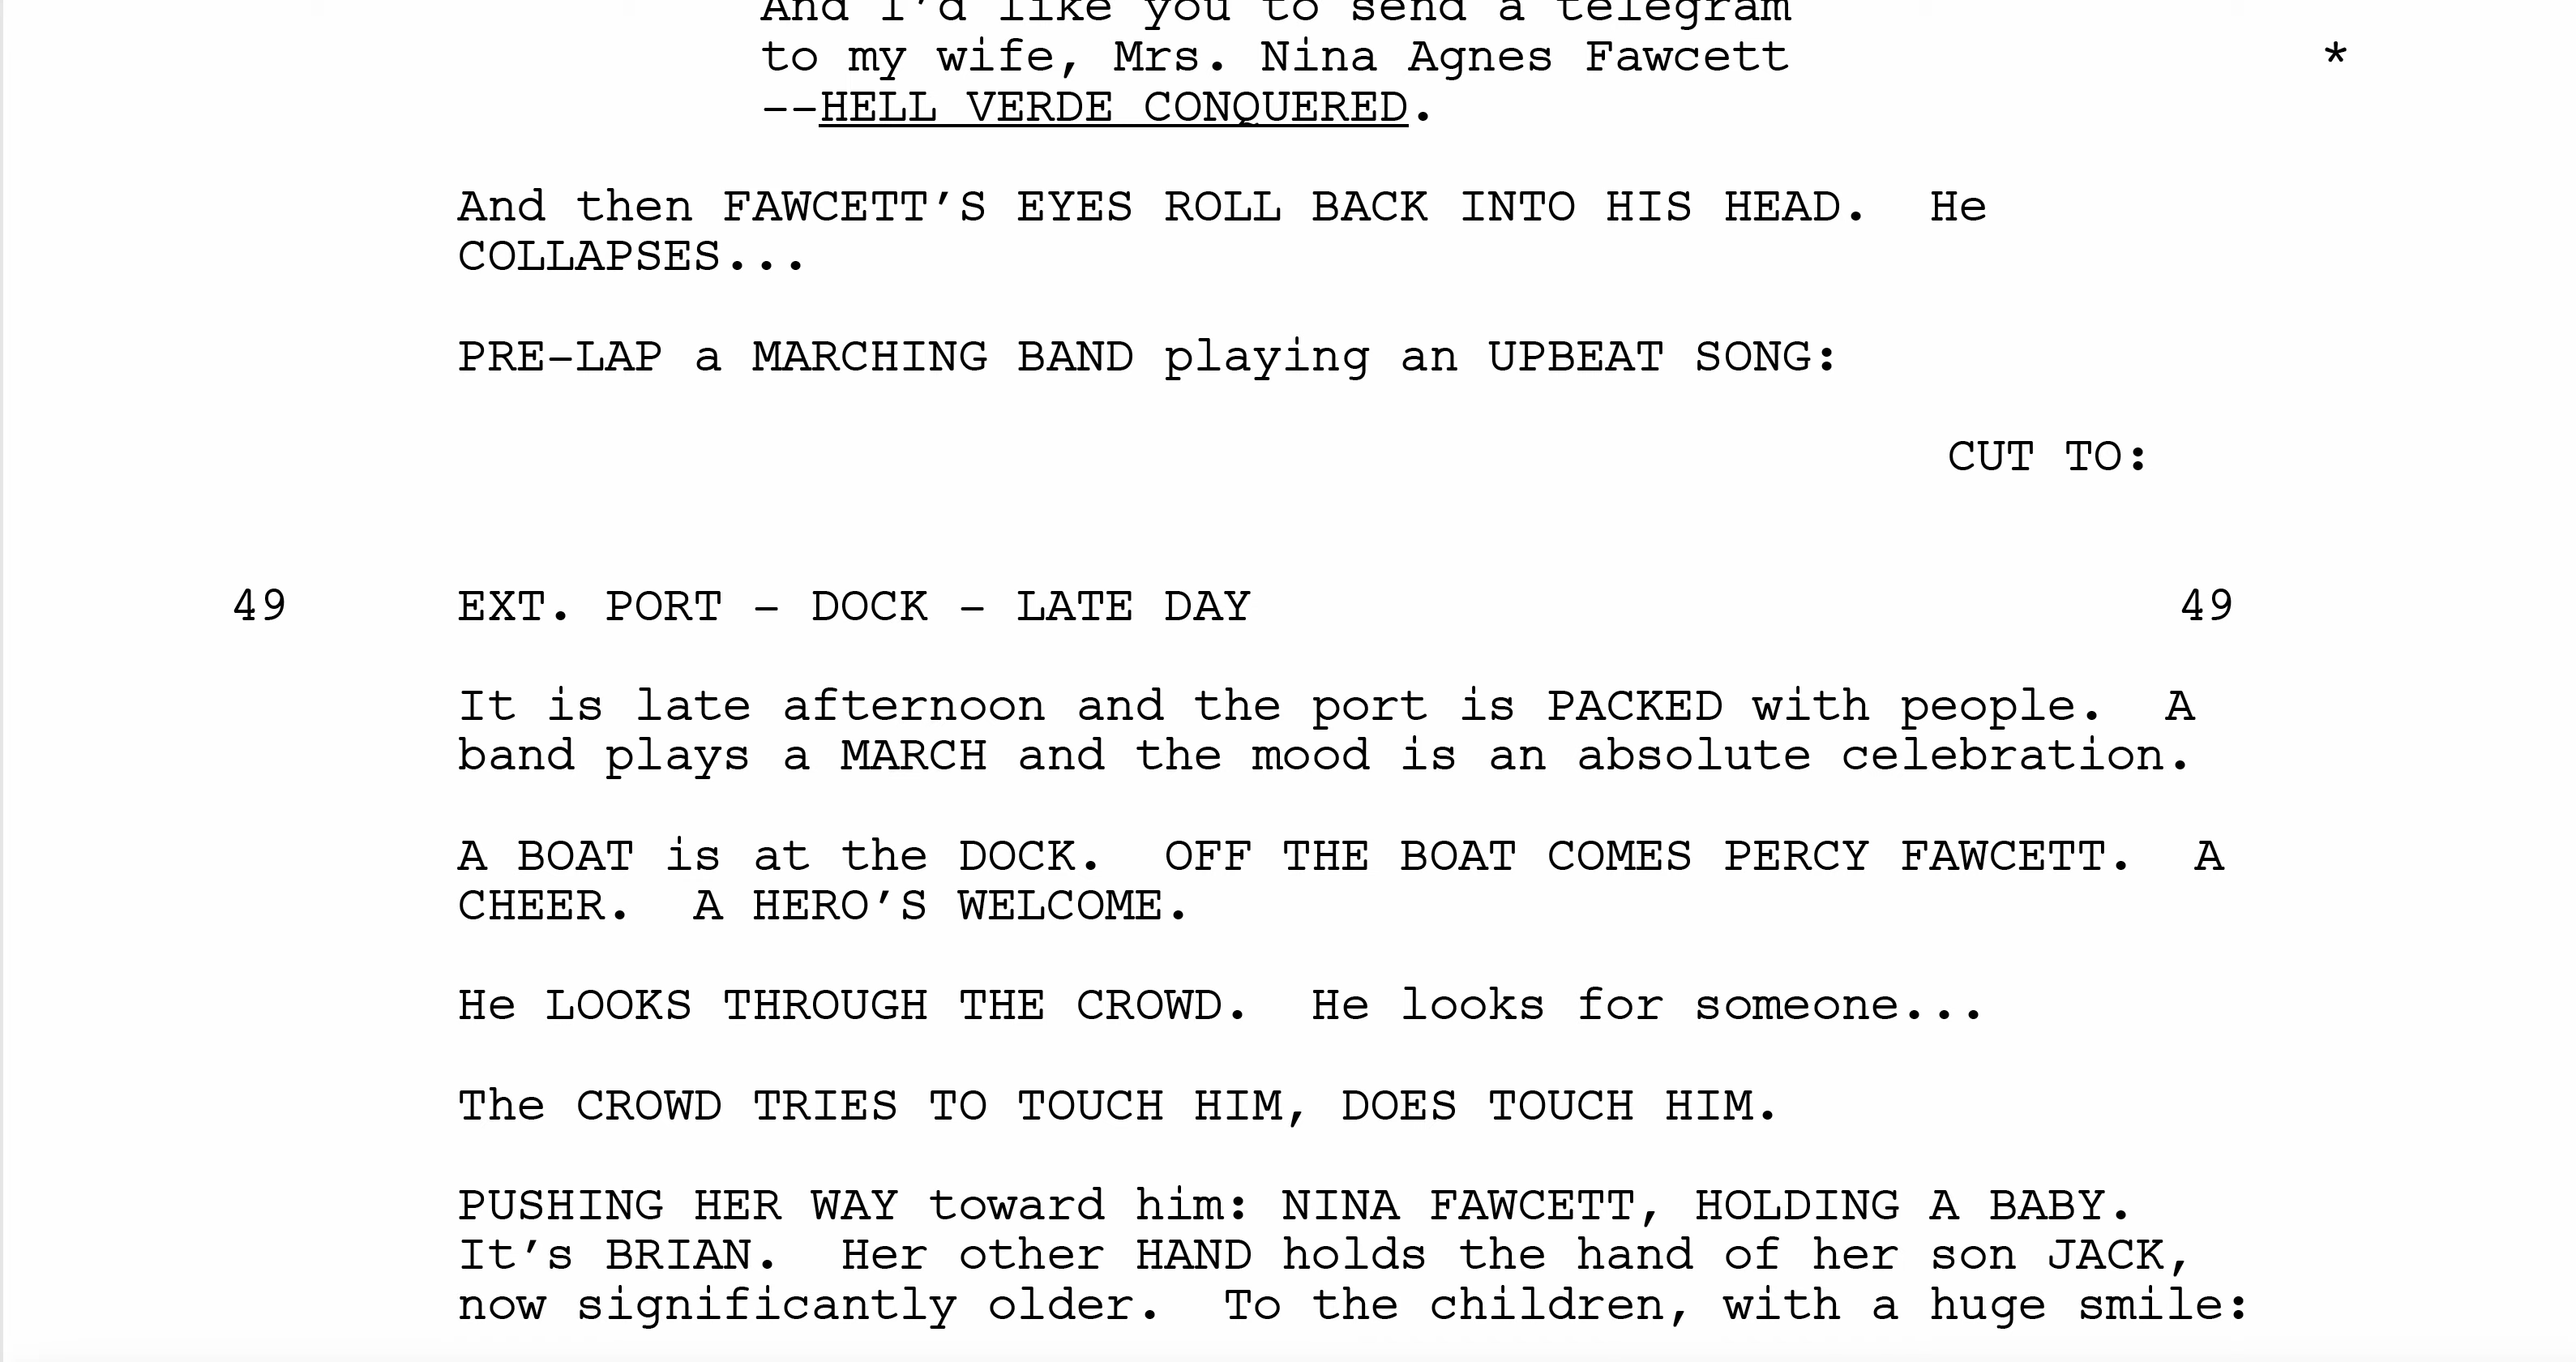 And I'd like you to send a telegram
to my wife, Mrs. Nina Agnes Fawcett *
--HELL VERDE CONQUERED.
And then FAWCETT'S EYES ROLL BACK INTO HIS HEAD.  He
COLLAPSES...
PRE-LAP a MARCHING BAND playing an UPBEAT SONG:
CUT TO:
49 EXT. PORT - DOCK - LATE DAY 49
It is late afternoon and the port is PACKED with people.  A
band plays a MARCH and the mood is an absolute celebration.
A BOAT is at the DOCK.  OFF THE BOAT COMES PERCY FAWCETT.  A
CHEER.  A HERO'S WELCOME.
He LOOKS THROUGH THE CROWD.  He looks for someone...
The CROWD TRIES TO TOUCH HIM, DOES TOUCH HIM.
PUSHING HER WAY toward him: NINA FAWCETT, HOLDING A BABY.
It's BRIAN.  Her other HAND holds the hand of her son JACK,
now significantly older.  To the children, with a huge smile: